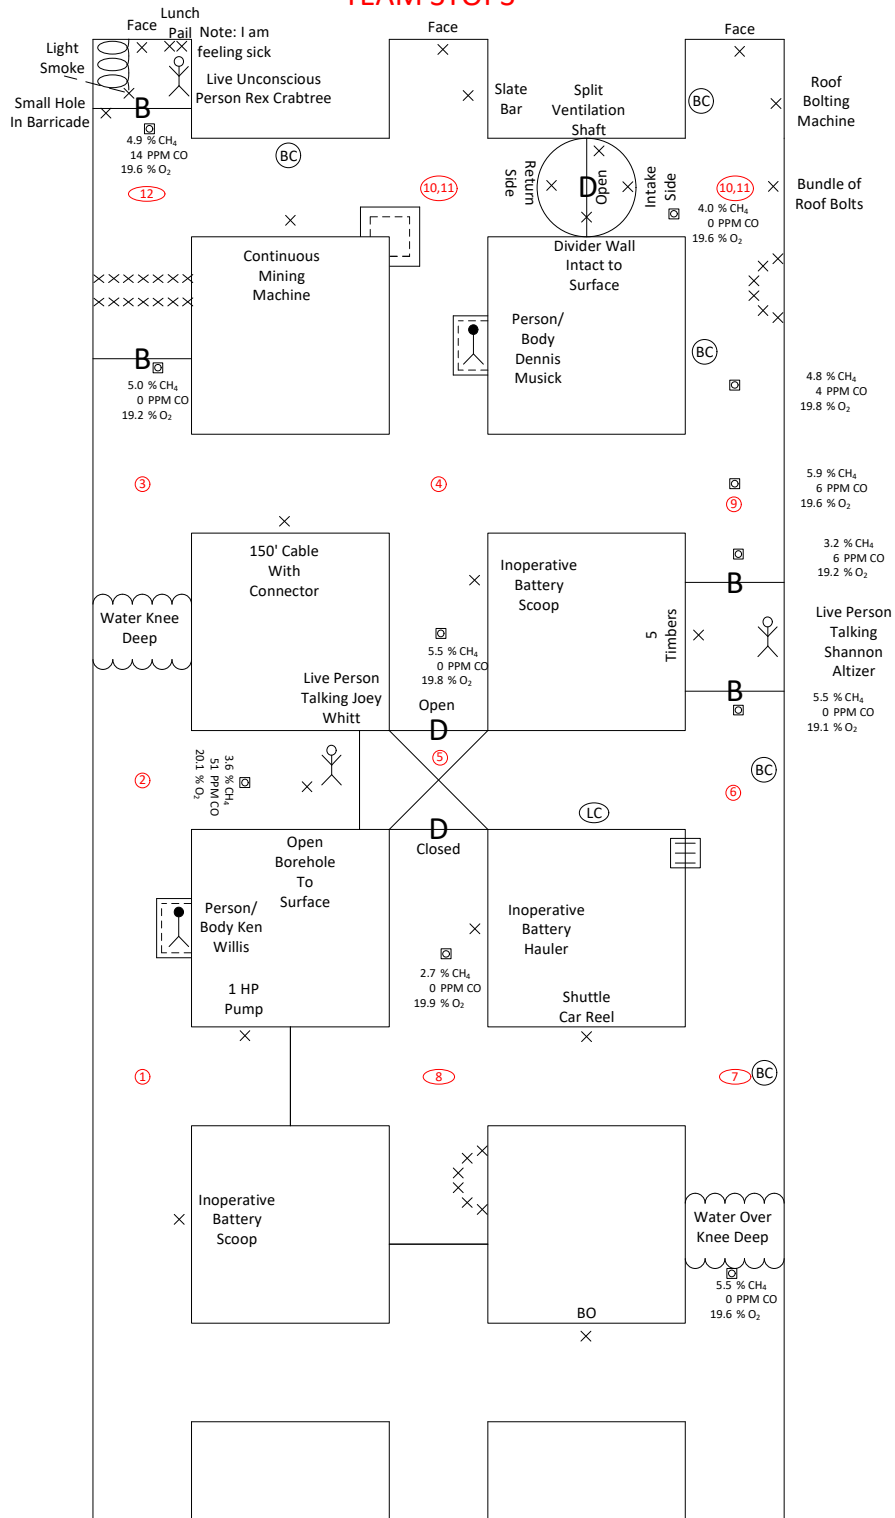 TEAM STOPS
Face
Lunch
Pail
Note: I am
feeling sick
Light
Smoke
Live Unconscious
Person Rex Crabtree
Small Hole
In Barricade
B
4.9 % CH₄
14 PPM CO
19.6 % O₂
12
BC
Face
Slate
Bar
Split
Ventilation
Shaft
Return
Side
D
Open
Intake
Side
Face
BC
Roof
Bolting
Machine
10,11
10,11
4.0 % CH₄
0 PPM CO
19.6 % O₂
Bundle of
Roof Bolts
Continuous
Mining
Machine
Divider Wall
Intact to
Surface
Person/
Body
Dennis
Musick
BC
B
5.0 % CH₄
0 PPM CO
19.2 % O₂
4.8 % CH₄
4 PPM CO
19.8 % O₂
3
4
9
5.9 % CH₄
6 PPM CO
19.6 % O₂
150' Cable
With
Connector
Inoperative
Battery
Scoop
3.2 % CH₄
6 PPM CO
19.2 % O₂
B
Water Knee
Deep
5.5 % CH₄
0 PPM CO
19.8 % O₂
5
Timbers
Live Person
Talking
Shannon
Altizer
Live Person
Talking Joey
Whitt
Open
D
B
5.5 % CH₄
0 PPM CO
19.1 % O₂
2
3.6 % CH₄
51 PPM CO
20.1 % O₂
5
6
BC
LC
D
Closed
Open
Borehole
To
Surface
Person/
Body Ken
Willis
Inoperative
Battery
Hauler
2.7 % CH₄
0 PPM CO
19.9 % O₂
1 HP
Pump
Shuttle
Car Reel
1
8
7
BC
Inoperative
Battery
Scoop
Water Over
Knee Deep
5.5 % CH₄
0 PPM CO
19.6 % O₂
BO